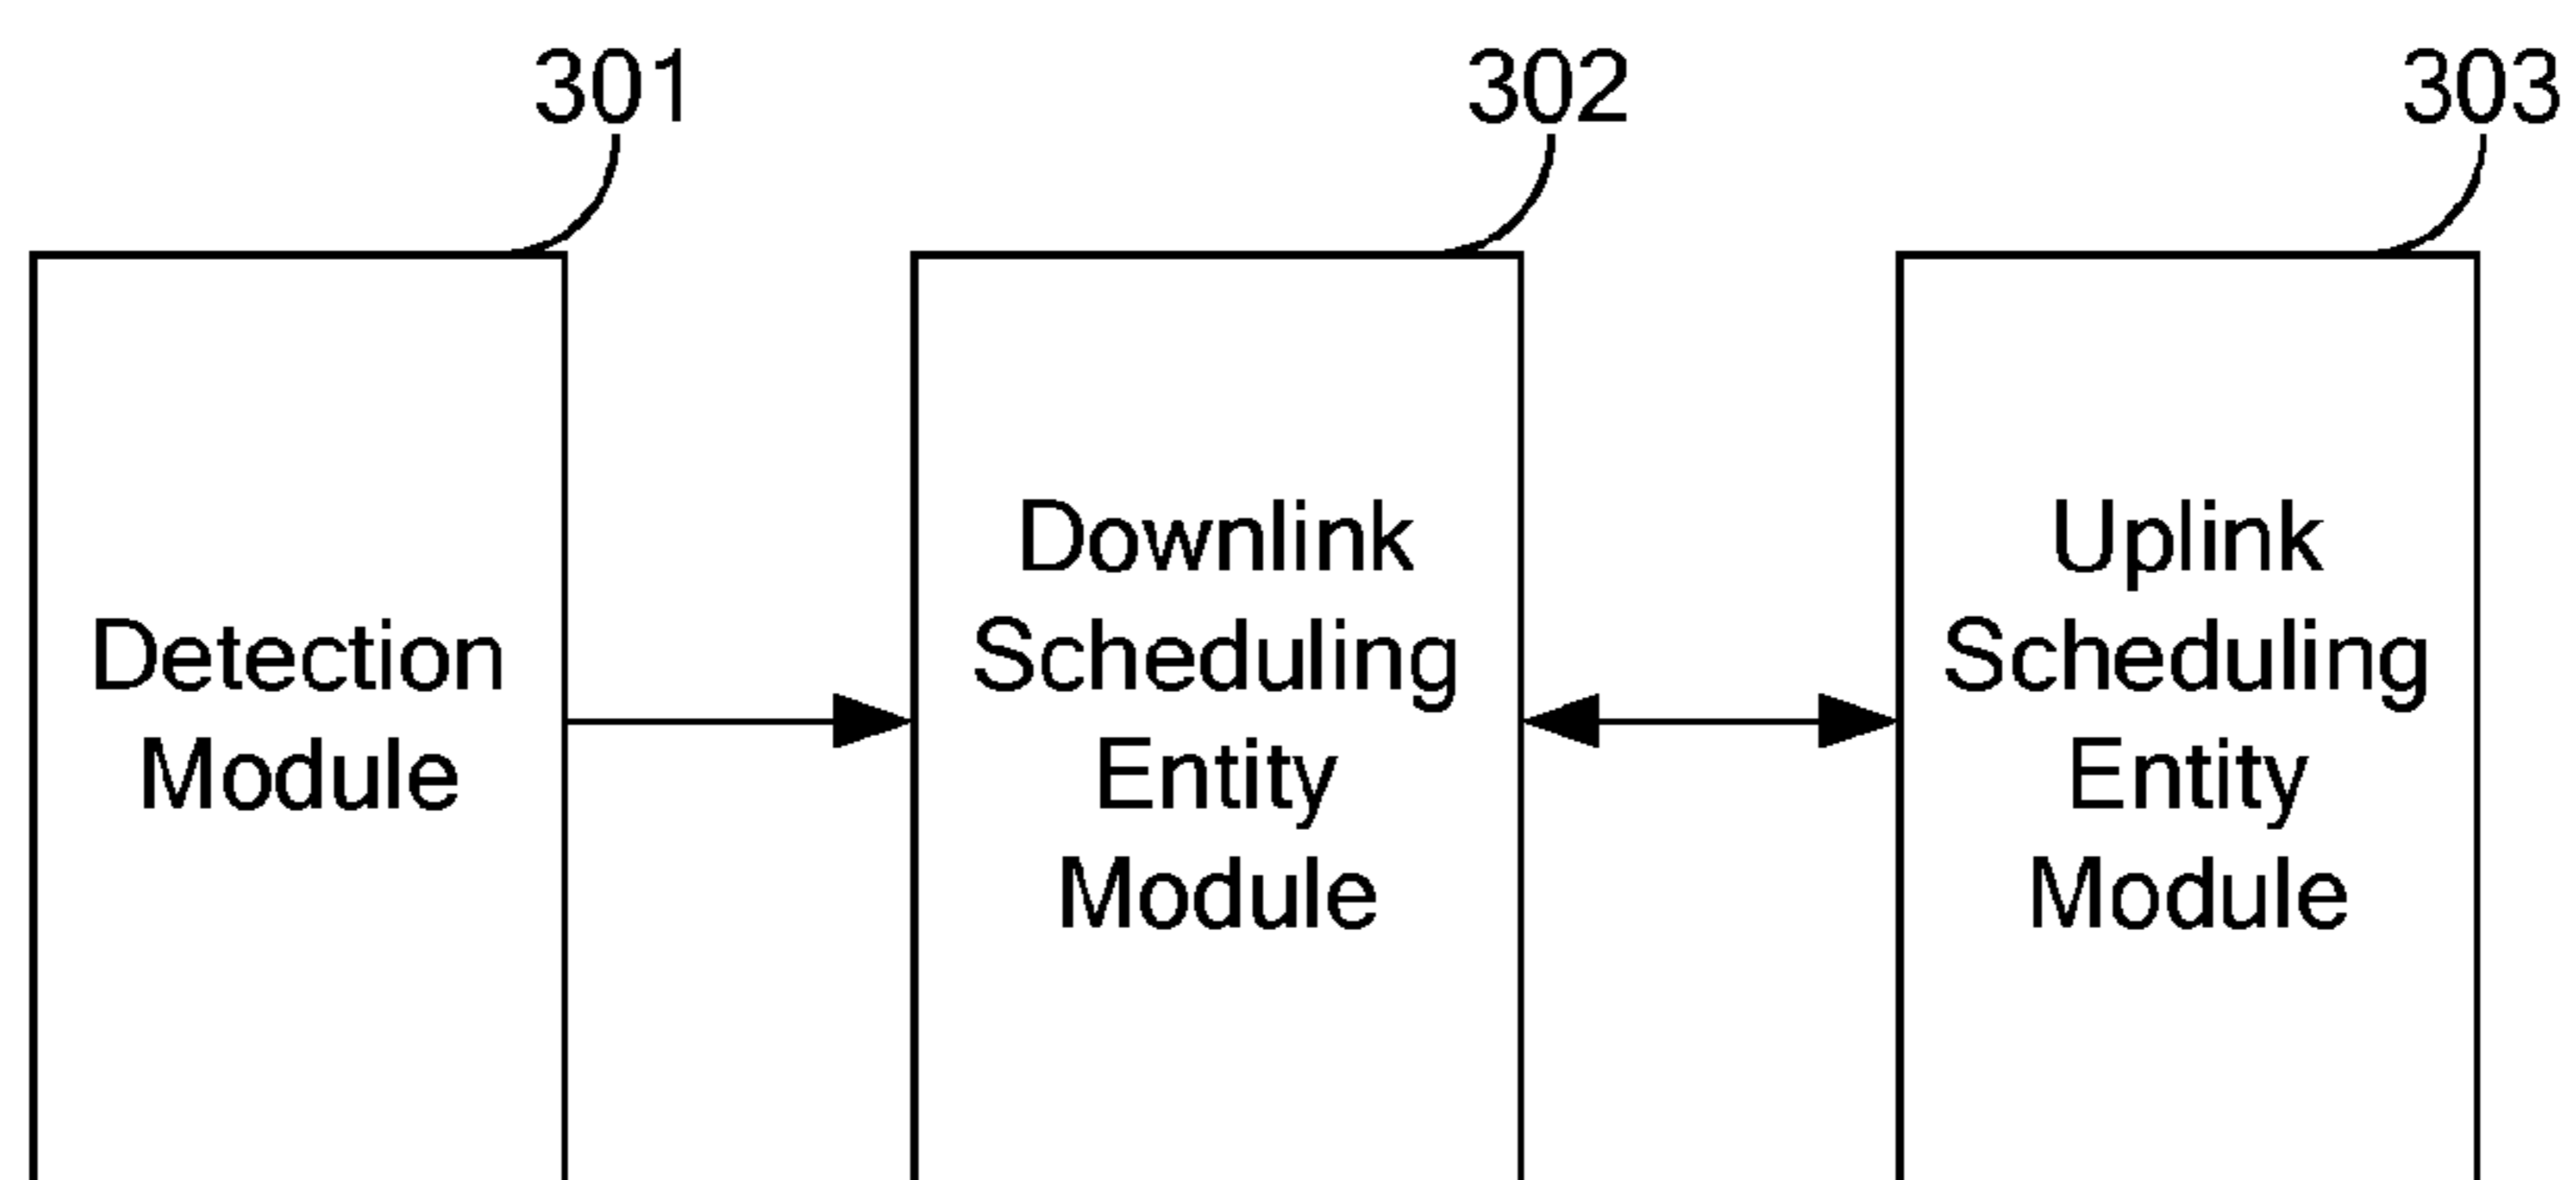 301
302
303
Detection
Module
Downlink
Scheduling
Entity
Module
Uplink
Scheduling
Entity
Module